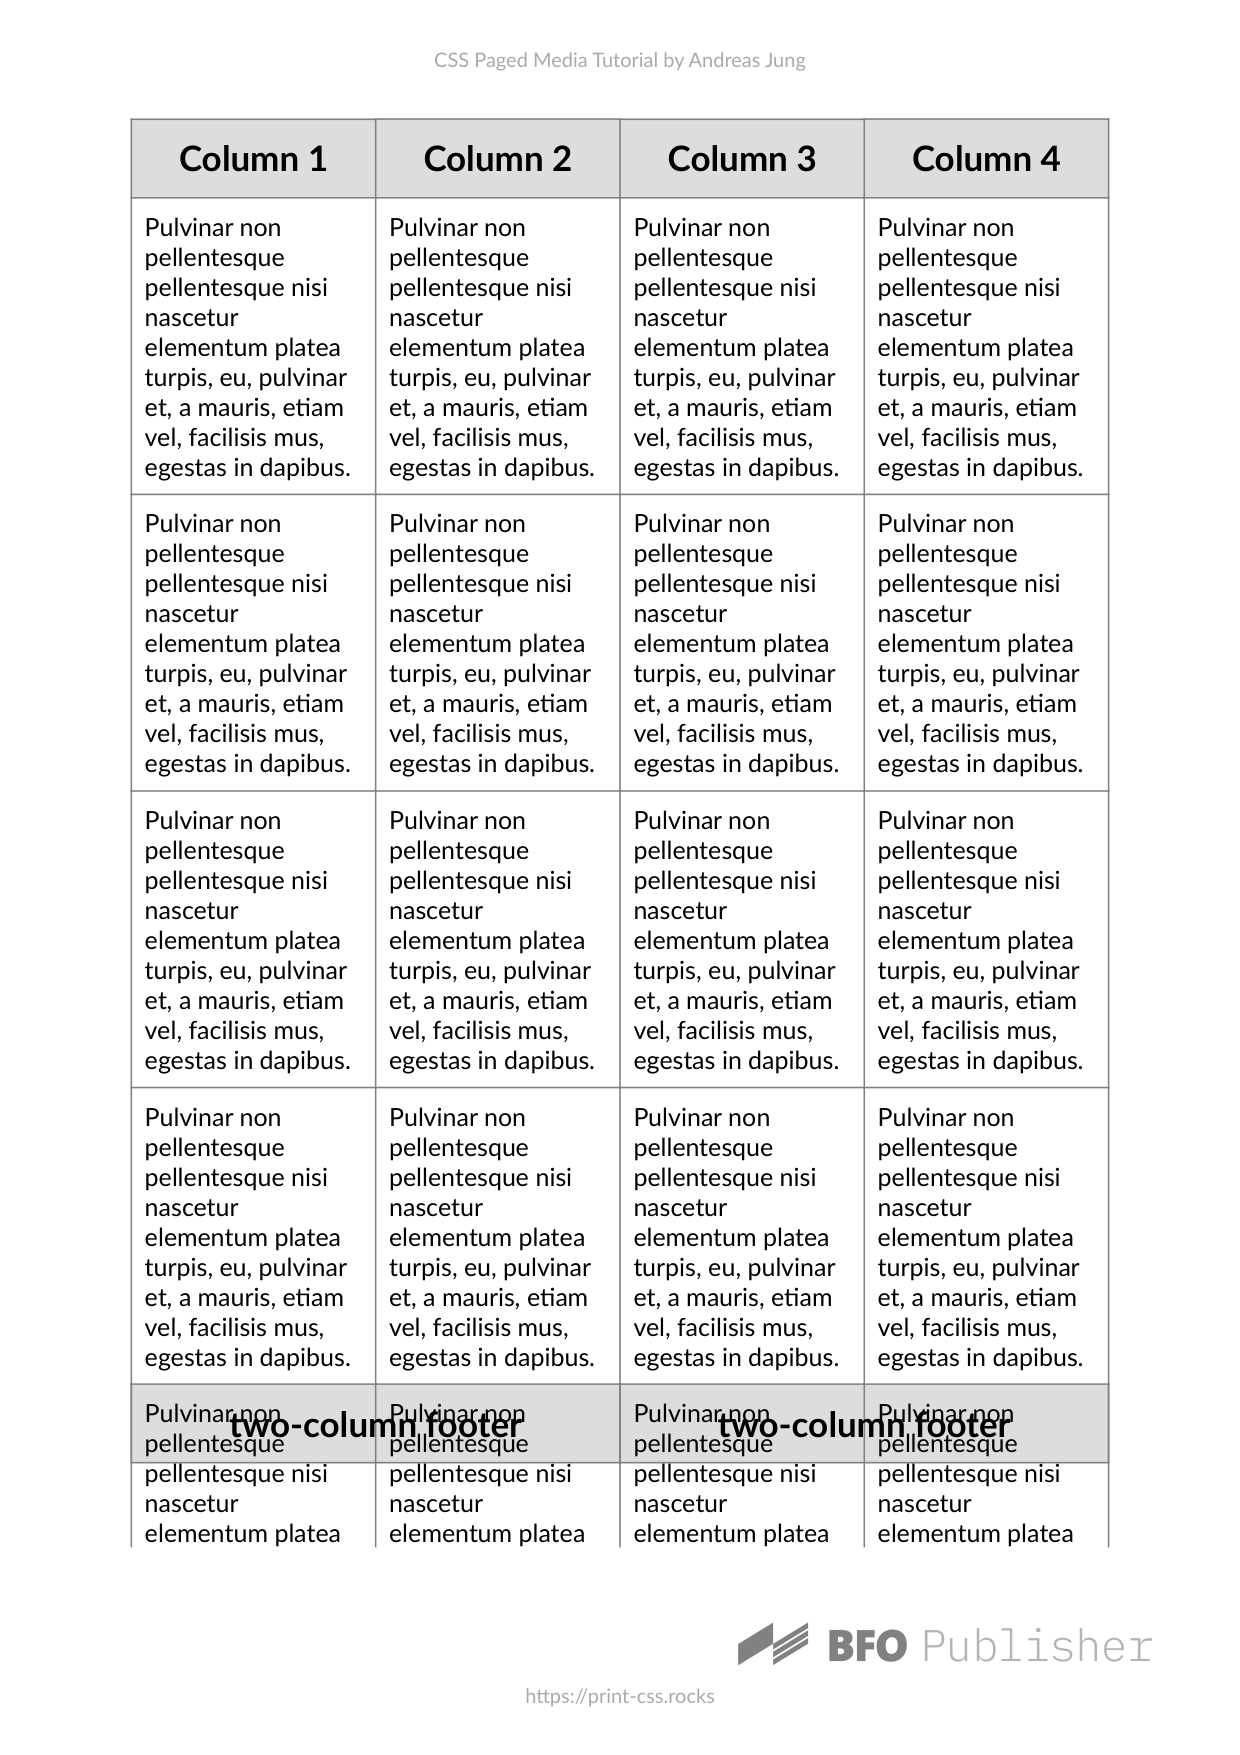 CSS Paged Media Tutorial by Andreas Jung
Column 1 Column 2 Column 3 Column 4
Pulvinar non Pulvinar non Pulvinar non Pulvinar non
pellentesque pellentesque pellentesque pellentesque
pellentesque nisi pellentesque nisi pellentesque nisi pellentesque nisi
nascetur nascetur nascetur nascetur
elementum platea elementum platea elementum platea elementum platea
turpis, eu, pulvinar turpis, eu, pulvinar turpis, eu, pulvinar turpis, eu, pulvinar
et, a mauris, etiam et, a mauris, etiam et, a mauris, etiam et, a mauris, etiam
vel, facilisis mus, vel, facilisis mus, vel, facilisis mus, vel, facilisis mus,
egestas in dapibus. egestas in dapibus. egestas in dapibus. egestas in dapibus.
Pulvinar non Pulvinar non Pulvinar non Pulvinar non
pellentesque pellentesque pellentesque pellentesque
pellentesque nisi pellentesque nisi pellentesque nisi pellentesque nisi
nascetur nascetur nascetur nascetur
elementum platea elementum platea elementum platea elementum platea
turpis, eu, pulvinar turpis, eu, pulvinar turpis, eu, pulvinar turpis, eu, pulvinar
et, a mauris, etiam et, a mauris, etiam et, a mauris, etiam et, a mauris, etiam
vel, facilisis mus, vel, facilisis mus, vel, facilisis mus, vel, facilisis mus,
egestas in dapibus. egestas in dapibus. egestas in dapibus. egestas in dapibus.
Pulvinar non Pulvinar non Pulvinar non Pulvinar non
pellentesque pellentesque pellentesque pellentesque
pellentesque nisi pellentesque nisi pellentesque nisi pellentesque nisi
nascetur nascetur nascetur nascetur
elementum platea elementum platea elementum platea elementum platea
turpis, eu, pulvinar turpis, eu, pulvinar turpis, eu, pulvinar turpis, eu, pulvinar
et, a mauris, etiam et, a mauris, etiam et, a mauris, etiam et, a mauris, etiam
vel, facilisis mus, vel, facilisis mus, vel, facilisis mus, vel, facilisis mus,
egestas in dapibus. egestas in dapibus. egestas in dapibus. egestas in dapibus.
Pulvinar non Pulvinar non Pulvinar non Pulvinar non
pellentesque pellentesque pellentesque pellentesque
pellentesque nisi pellentesque nisi pellentesque nisi pellentesque nisi
nascetur nascetur nascetur nascetur
elementum platea elementum platea elementum platea elementum platea
turpis, eu, pulvinar turpis, eu, pulvinar turpis, eu, pulvinar turpis, eu, pulvinar
et, a mauris, etiam et, a mauris, etiam et, a mauris, etiam et, a mauris, etiam
vel, facilisis mus, vel, facilisis mus, vel, facilisis mus, vel, facilisis mus,
egestas in dapibus. egestas in dapibus. egestas in dapibus. egestas in dapibus.
Pulvinar non Pulvinar non Pulvinar non Pulvinar non
two-column footer two-column footer
pellentesque pellentesque pellentesque pellentesque
pellentesque nisi pellentesque nisi pellentesque nisi pellentesque nisi
nascetur nascetur nascetur nascetur
elementum platea elementum platea elementum platea elementum platea
BFO Publisher
https://print-css.rocks